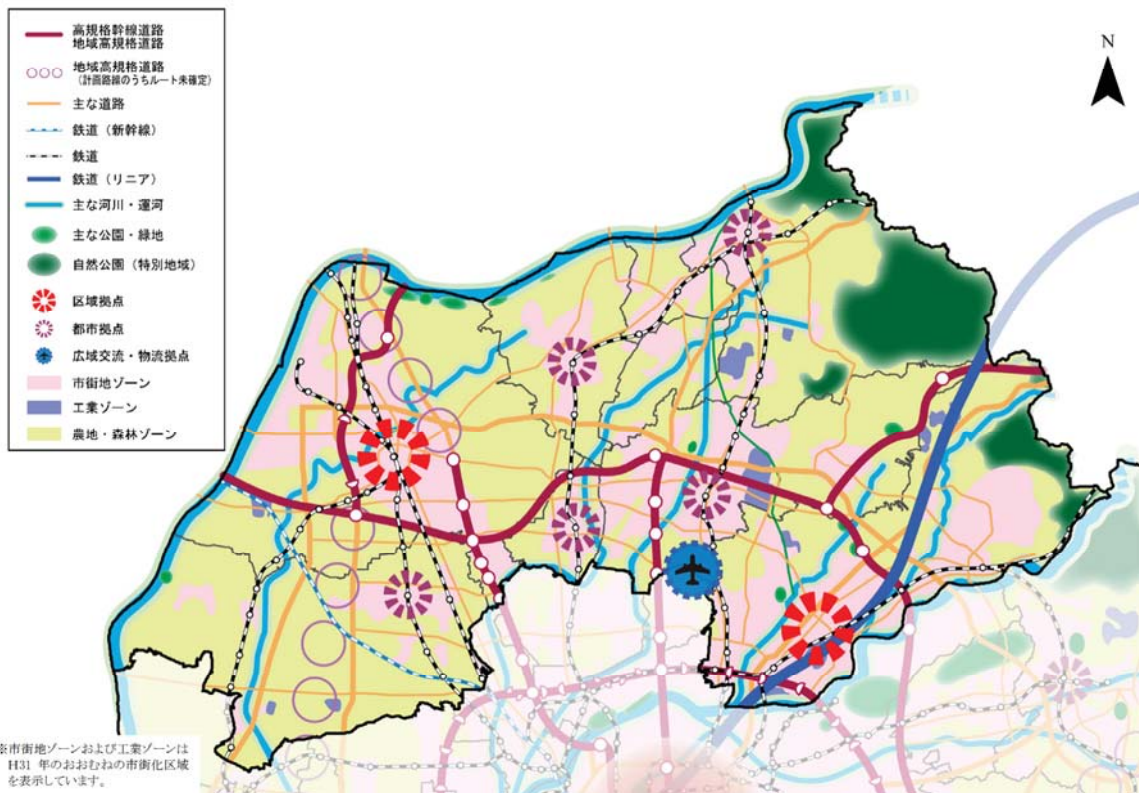 高規格幹線道路
地域高規格道路
地域高規格道路
（計画路線のうちルート未確定）
主な道路
鉄道（新幹線）
鉄道
鉄道（リニア）
主な河川・運河
主な公園・緑地
自然公園（特別地域）
区域拠点
都市拠点
広域交流・物流拠点
市街地ゾーン
工業ゾーン
農地・森林ゾーン
N
※市街地ゾーンおよび工業ゾーンは
H31 年のおおむねの市街化区域
を表示しています。